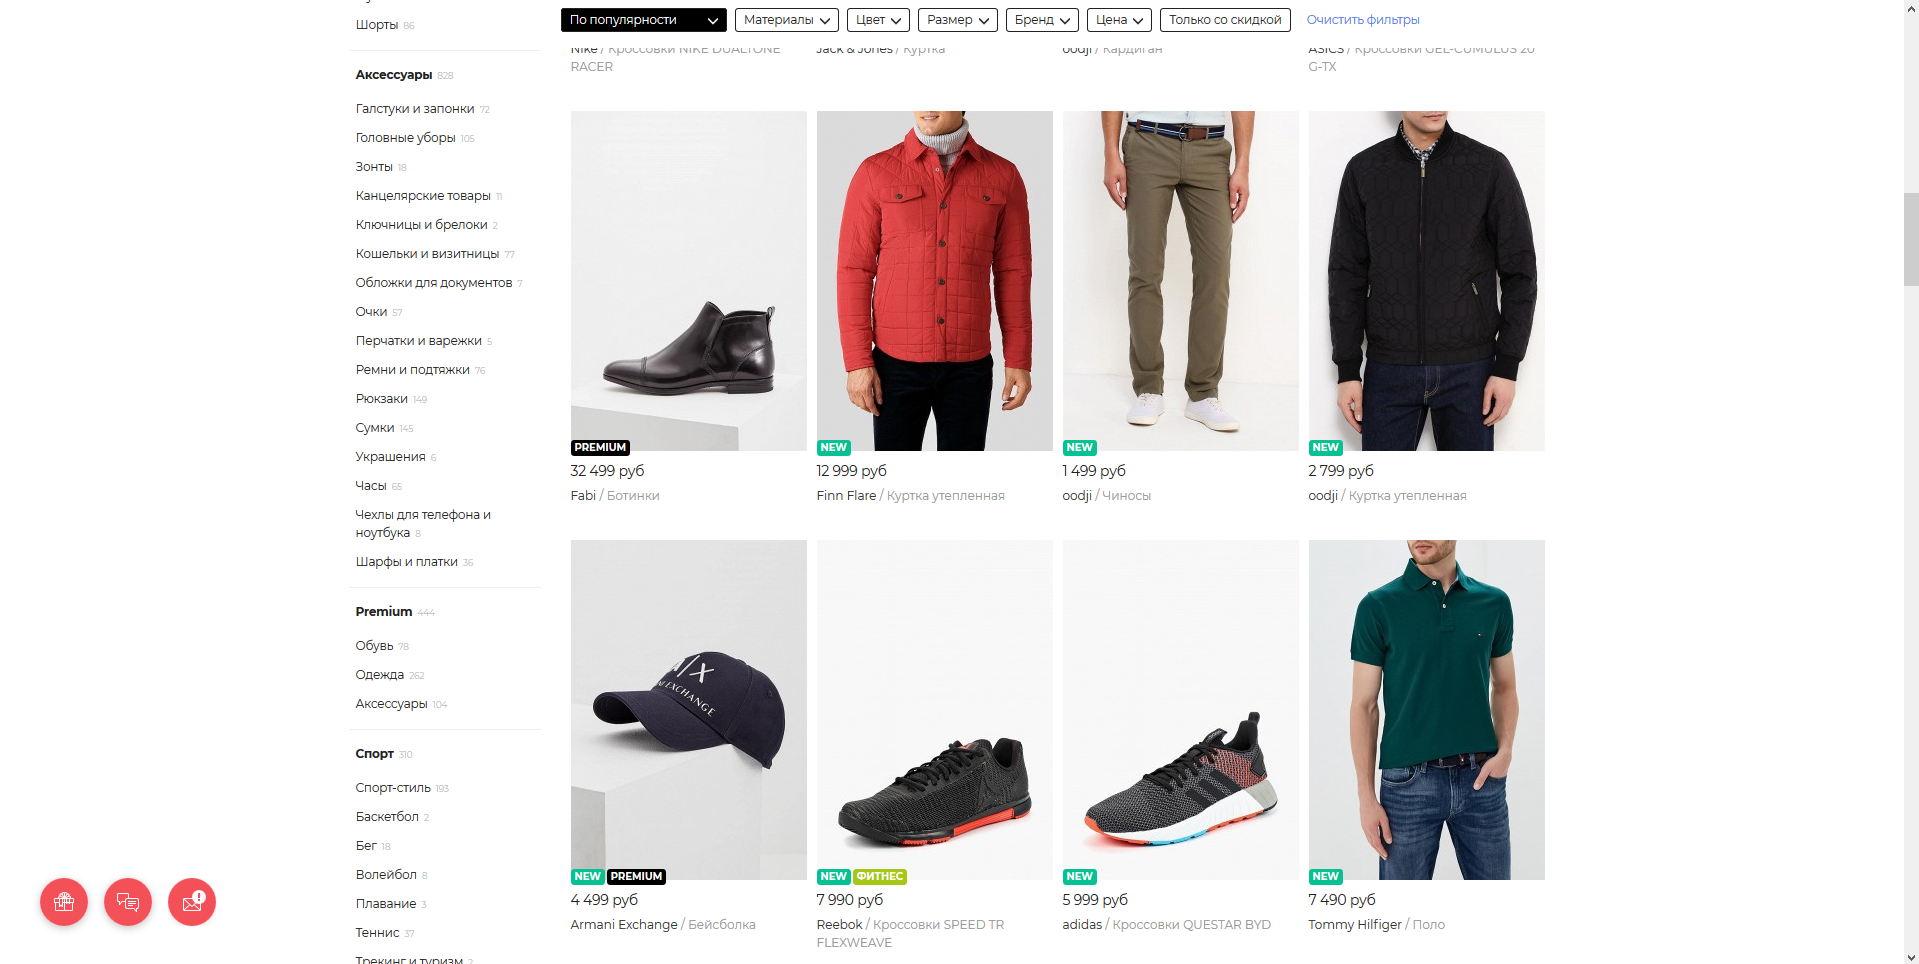 По популярности
Материалы
Цвет
Размер
Бренд
Цена
Только со скидкой
Очистить фильтры
Шорты 86
Аксессуары 828
Галстуки и запонки 72
Головные уборы 105
Зонты 18
Канцелярские товары 11
Ключницы и брелоки 2
Кошельки и визитницы 77
Обложки для документов 7
Очки 57
Перчатки и варежки 5
Ремни и подтяжки 76
Рюкзаки 149
Сумки 145
Украшения 6
Часы 65
Чехлы для телефона и
ноутбука 8
Шарфы и платки 36
Premium 444
Обувь 78
Одежда 262
Аксессуары 104
Спорт 310
Спорт-стиль 193
Баскетбол 2
Бег 18
Волейбол 8
Плавание 3
Теннис 37
Трекинг и туризм 2
Nike / Кроссовки NIKE DUALTONE
RACER
Jack & Jones / Куртка
oodji / Кардиган
ASICS / Кроссовки GEL-CUMULUS 20
G-TX
PREMIUM
32 499 руб
Fabi / Ботинки
NEW
12 999 руб
Finn Flare / Куртка утепленная
NEW
1 499 руб
oodji / Чиносы
NEW
2 799 руб
oodji / Куртка утепленная
A|X
EXCHANGE
NEW PREMIUM
4 499 руб
Armani Exchange / Бейсболка
NEW ФИТНЕС
7 990 руб
Reebok / Кроссовки SPEED TR
FLEXWEAVE
NEW
5 999 руб
adidas / Кроссовки QUESTAR BYD
NEW
7 490 руб
Tommy Hilfiger / Поло